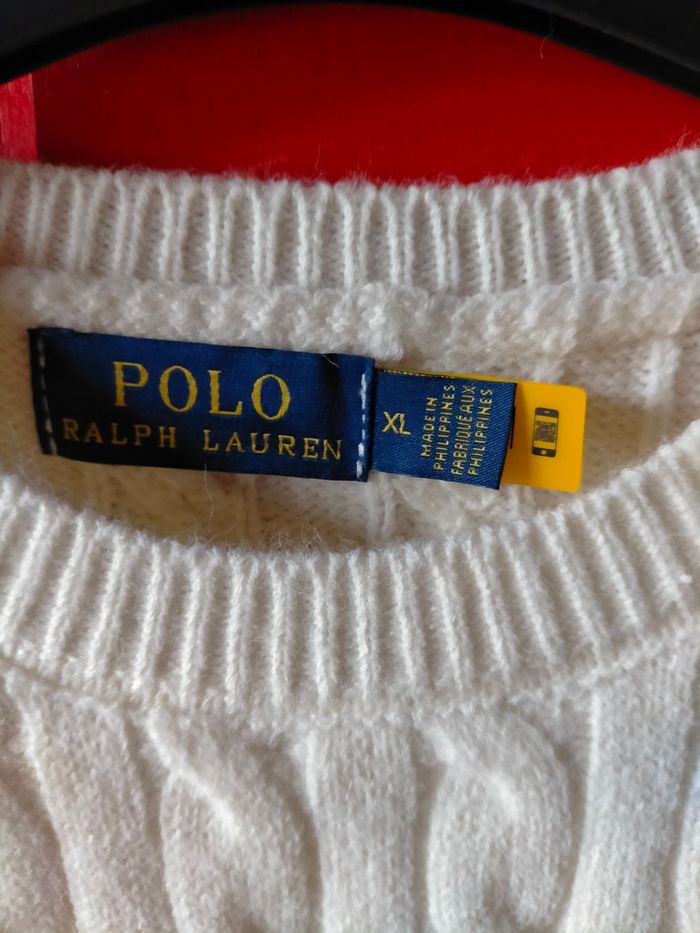 POLO
RALPH LAUREN
XL
MADE IN
PHILIPPINES
FABRIQUÉ AUX
PHILIPPINES